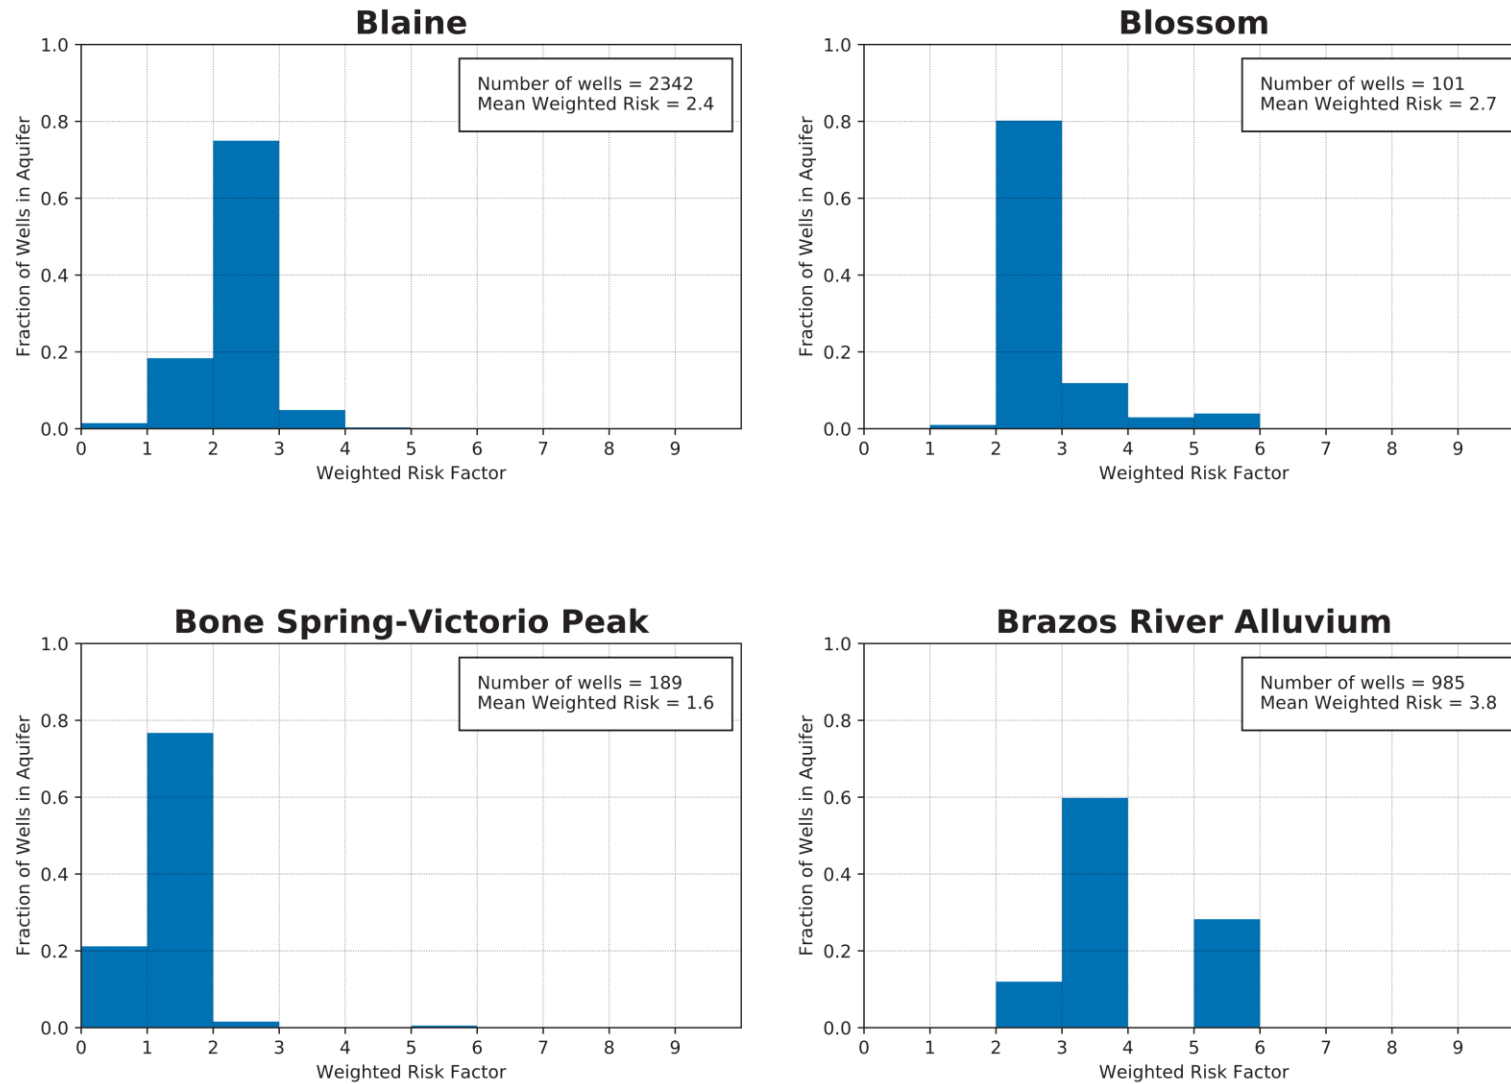 Blaine
Number of wells = 2342
Mean Weighted Risk = 2.4
Fraction of Wells in Aquifer
1.0
0.8
0.6
0.4
0.2
0.0
0 1 2 3 4 5 6 7 8 9
Weighted Risk Factor
Blossom
Number of wells = 101
Mean Weighted Risk = 2.7
Fraction of Wells in Aquifer
1.0
0.8
0.6
0.4
0.2
0.0
0 1 2 3 4 5 6 7 8 9
Weighted Risk Factor
Bone Spring-Victorio Peak
Number of wells = 189
Mean Weighted Risk = 1.6
Fraction of Wells in Aquifer
1.0
0.8
0.6
0.4
0.2
0.0
0 1 2 3 4 5 6 7 8 9
Weighted Risk Factor
Brazos River Alluvium
Number of wells = 985
Mean Weighted Risk = 3.8
Fraction of Wells in Aquifer
1.0
0.8
0.6
0.4
0.2
0.0
0 1 2 3 4 5 6 7 8 9
Weighted Risk Factor